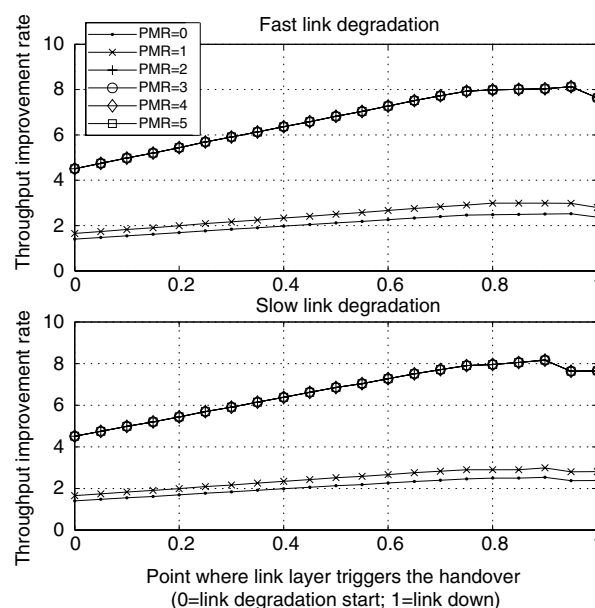 Fast link degradation
Throughput improvement rate
10
8
6
4
2
0
PMR=0
PMR=1
PMR=2
PMR=3
PMR=4
PMR=5
0 0.2 0.4 0.6 0.8 1
Slow link degradation
Throughput improvement rate
10
8
6
4
2
0
0 0.2 0.4 0.6 0.8 1
Point where link layer triggers the handover
(0=link degradation start; 1=link down)